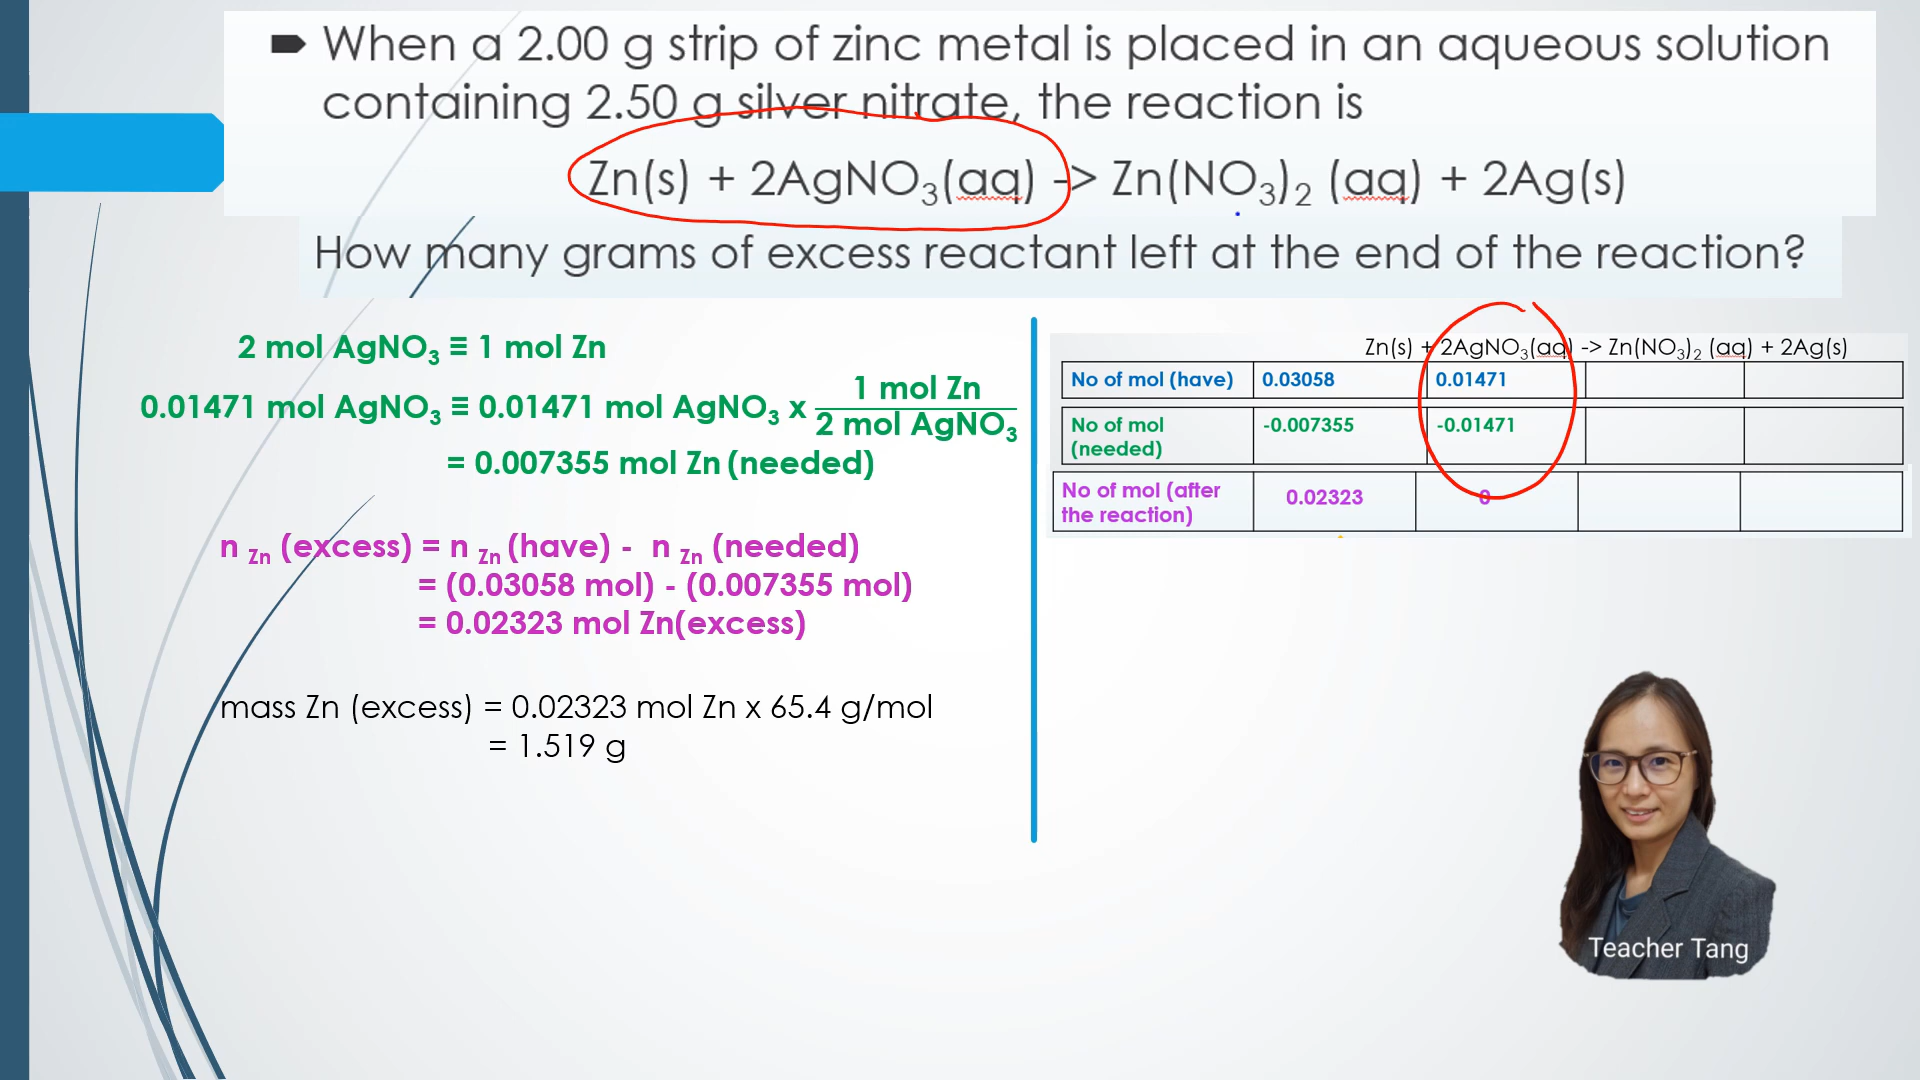 When a 2.00 g strip of zinc metal is placed in an aqueous solution
containing 2.50 g silver nitrate, the reaction is
Zn(s) + 2AgNO₃(aq) -> Zn(NO₃)₂ (aq) + 2Ag(s)
How many grams of excess reactant left at the end of the reaction?
2 mol AgNO₃ ≡ 1 mol Zn
0.01471 mol AgNO₃ ≡ 0.01471 mol AgNO₃ x 1 mol Zn / 2 mol AgNO₃
= 0.007355 mol Zn (needed)
n Zn (excess) = n Zn (have) - n Zn (needed)
= (0.03058 mol) - (0.007355 mol)
= 0.02323 mol Zn(excess)
mass Zn (excess) = 0.02323 mol Zn x 65.4 g/mol
= 1.519 g
Zn(s) + 2AgNO₃(aq) -> Zn(NO₃)₂ (aq) + 2Ag(s)
No of mol (have) 0.03058 0.01471
No of mol -0.007355 -0.01471
(needed)
No of mol (after 0.02323 0
the reaction)
Teacher Tang